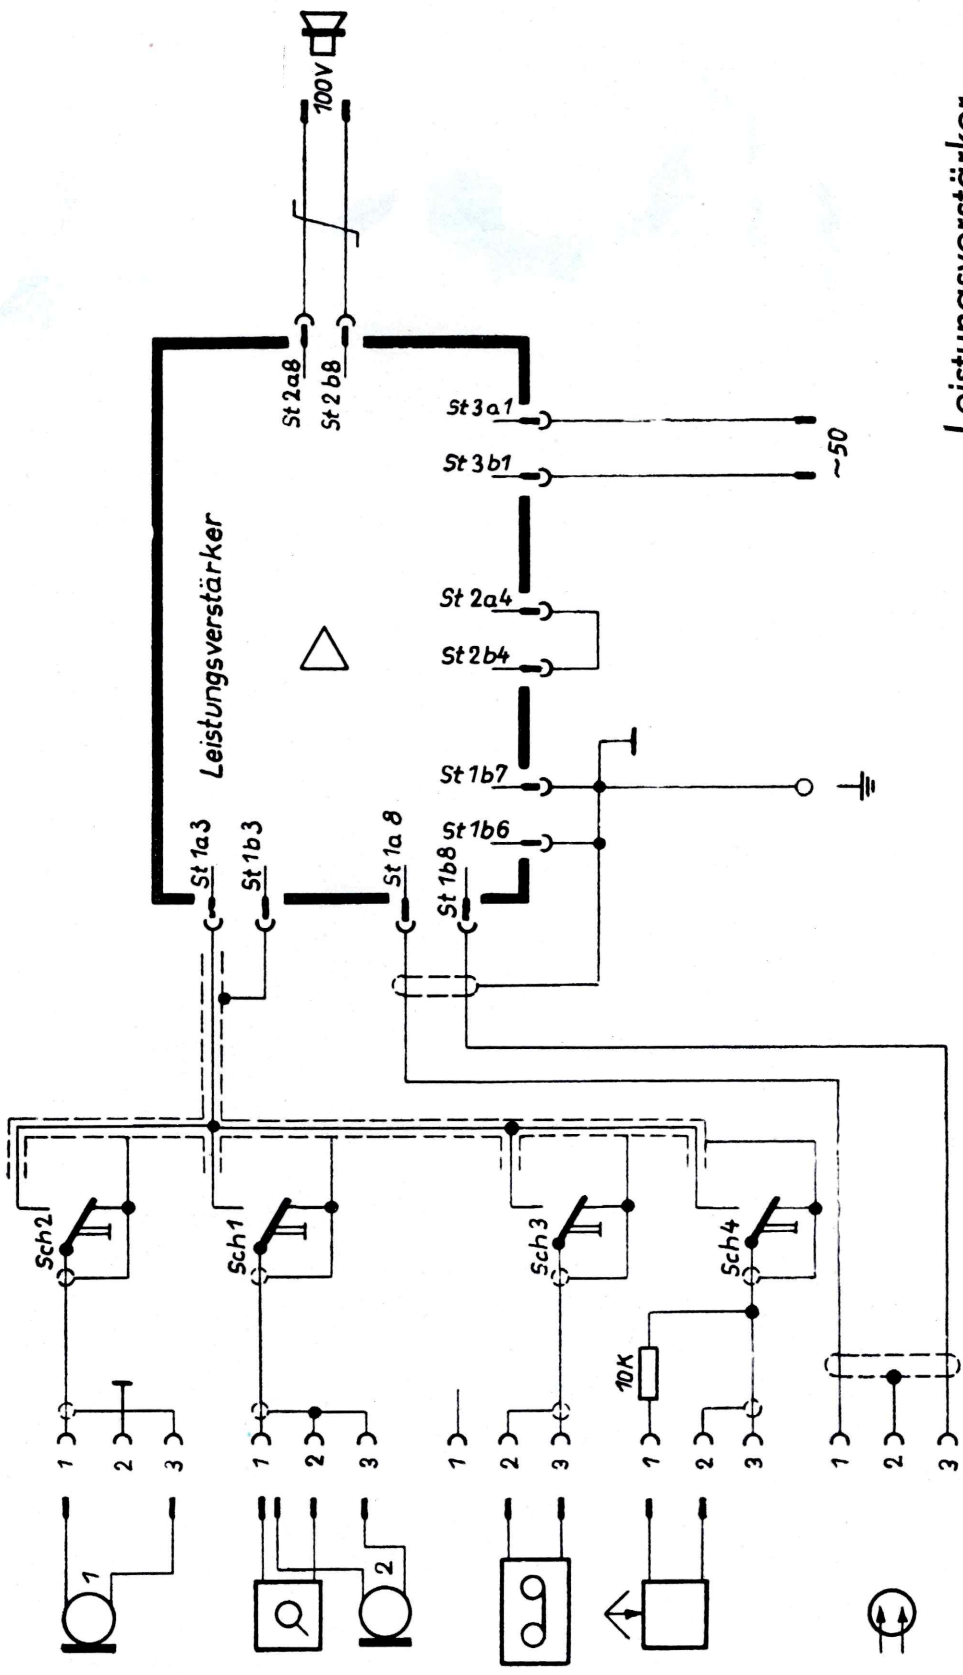 100V
St 2a8
St 2b8
St 3a1
St 3b1
~50
Leistungsverstärker
St 2a4
St 2b4
St 1b7
St 1b6
St 1a3
St 1b3
St 1a 8
St 1b8
Sch2
Sch1
Sch3
Sch4
10K
1
2
3
1
2
3
1
2
3
1
2
3
1
2
3
1
2
Leistungsverstärker